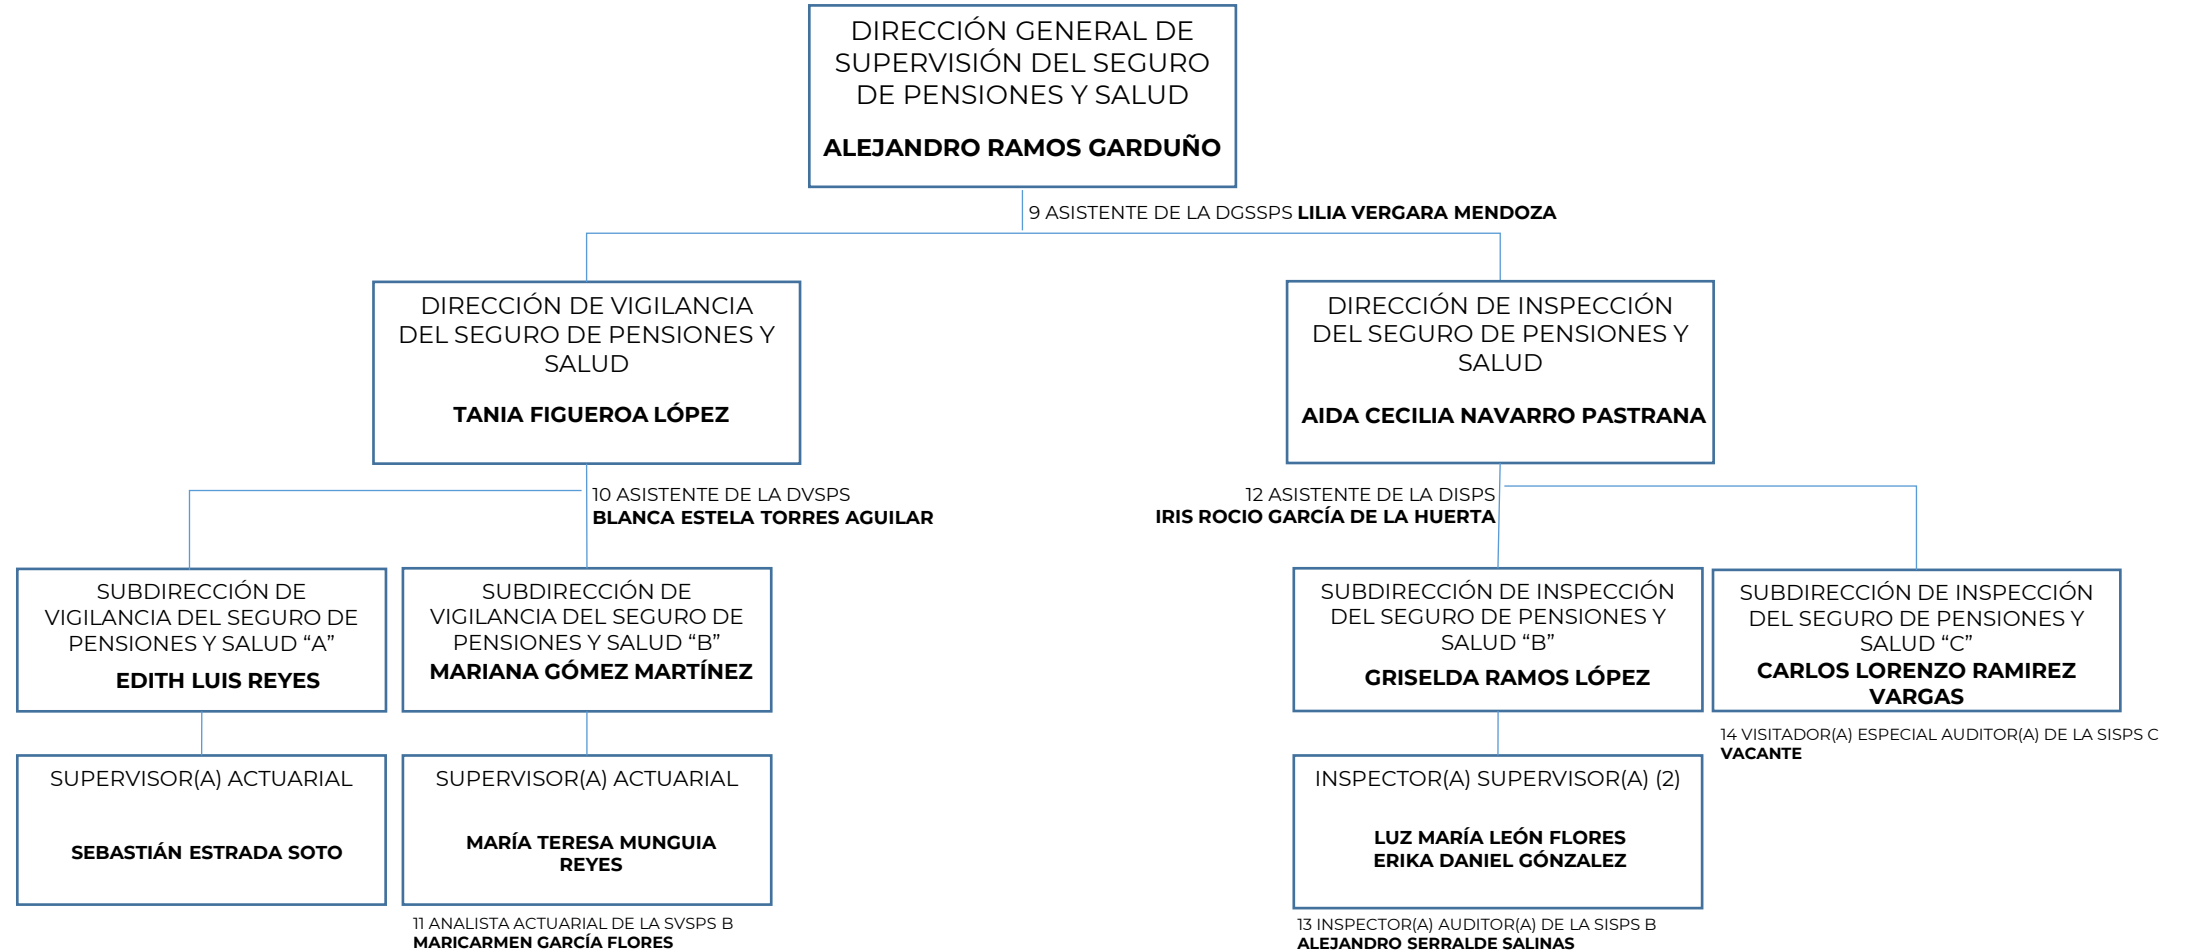 DIRECCIÓN GENERAL DE
SUPERVISIÓN DEL SEGURO
DE PENSIONES Y SALUD
ALEJANDRO RAMOS GARDUÑO
9 ASISTENTE DE LA DGSSPS LILIA VERGARA MENDOZA
DIRECCIÓN DE VIGILANCIA
DEL SEGURO DE PENSIONES Y
SALUD
TANIA FIGUEROA LÓPEZ
DIRECCIÓN DE INSPECCIÓN
DEL SEGURO DE PENSIONES Y
SALUD
AIDA CECILIA NAVARRO PASTRANA
10 ASISTENTE DE LA DVSPS
BLANCA ESTELA TORRES AGUILAR
12 ASISTENTE DE LA DISPS
IRIS ROCIO GARCÍA DE LA HUERTA
SUBDIRECCIÓN DE
VIGILANCIA DEL SEGURO DE
PENSIONES Y SALUD “A”
EDITH LUIS REYES
SUBDIRECCIÓN DE
VIGILANCIA DEL SEGURO DE
PENSIONES Y SALUD “B”
MARIANA GÓMEZ MARTÍNEZ
SUBDIRECCIÓN DE INSPECCIÓN
DEL SEGURO DE PENSIONES Y
SALUD “B”
GRISELDA RAMOS LÓPEZ
SUBDIRECCIÓN DE INSPECCIÓN
DEL SEGURO DE PENSIONES Y
SALUD “C”
CARLOS LORENZO RAMIREZ
VARGAS
14 VISITADOR(A) ESPECIAL AUDITOR(A) DE LA SISPS C
VACANTE
SUPERVISOR(A) ACTUARIAL
SEBASTIÁN ESTRADA SOTO
SUPERVISOR(A) ACTUARIAL
MARÍA TERESA MUNGUIA
REYES
INSPECTOR(A) SUPERVISOR(A) (2)
LUZ MARÍA LEÓN FLORES
ERIKA DANIEL GÓNZALEZ
11 ANALISTA ACTUARIAL DE LA SVSPS B
MARICARMEN GARCÍA FLORES
13 INSPECTOR(A) AUDITOR(A) DE LA SISPS B
ALEJANDRO SERRALDE SALINAS